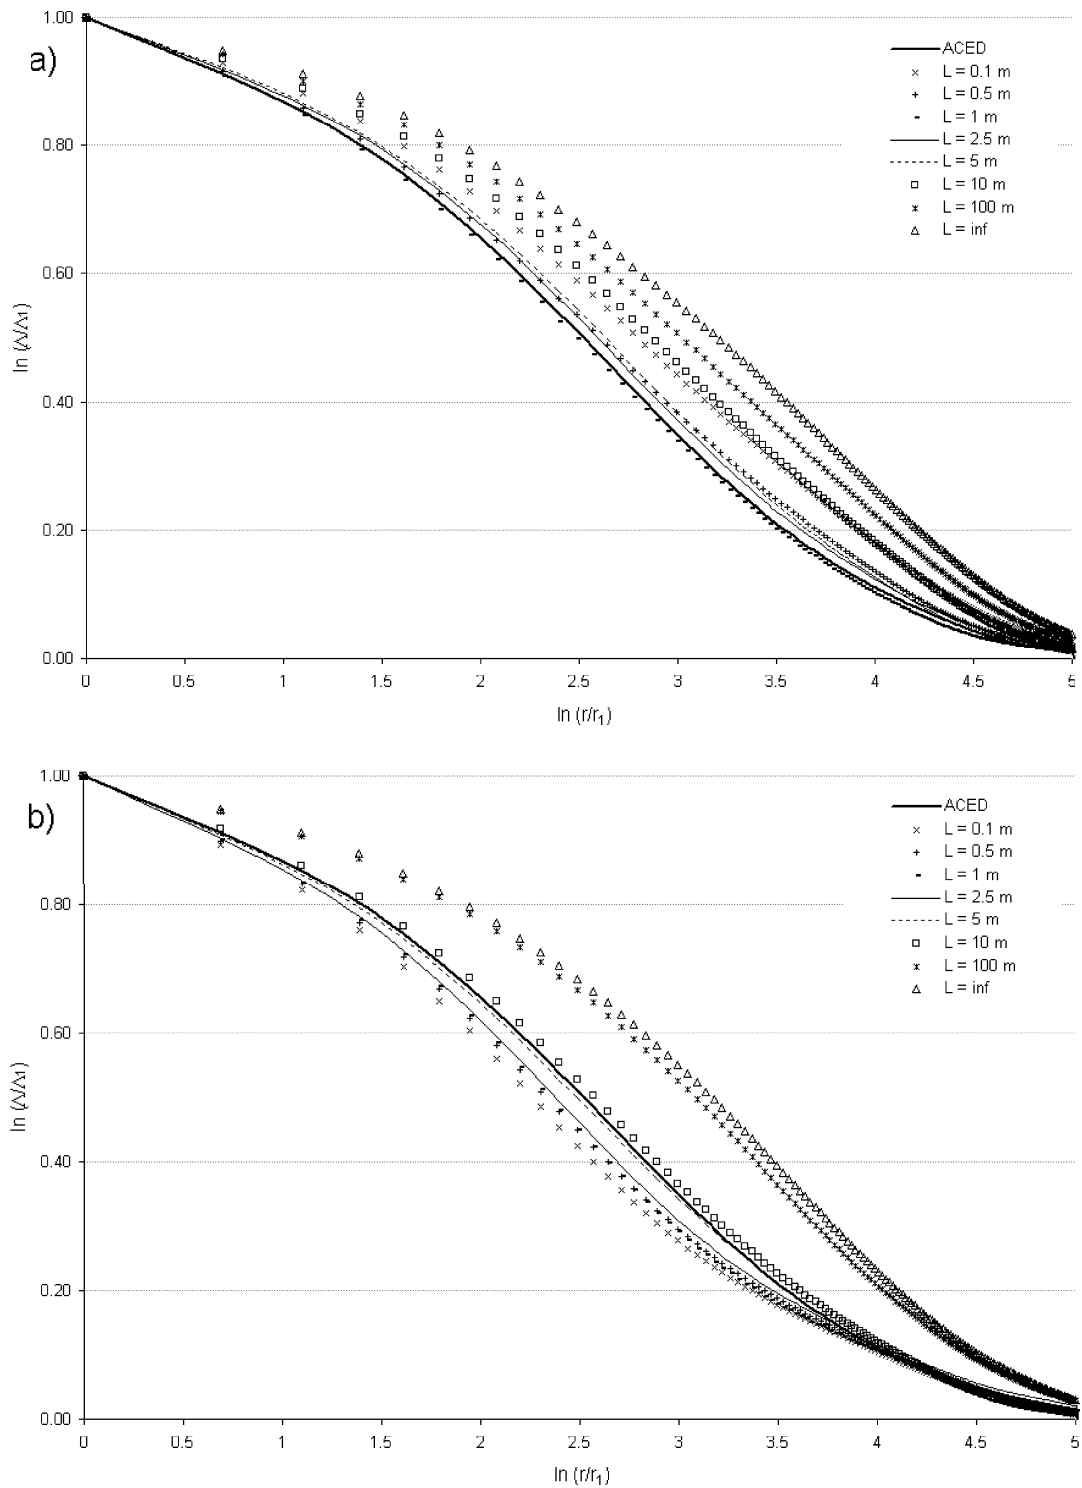 a)
1.00
0.80
0.60
0.40
0.20
0.00
ln (Λ/Λ1)
0 0.5 1 1.5 2 2.5 3 3.5 4 4.5 5
ln (r/r1)
ACED
L = 0.1 m
L = 0.5 m
L = 1 m
L = 2.5 m
L = 5 m
L = 10 m
L = 100 m
L = inf
b)
1.00
0.80
0.60
0.40
0.20
0.00
ln (Λ/Λ1)
0 0.5 1 1.5 2 2.5 3 3.5 4 4.5 5
ln (r/r1)
ACED
L = 0.1 m
L = 0.5 m
L = 1 m
L = 2.5 m
L = 5 m
L = 10 m
L = 100 m
L = inf